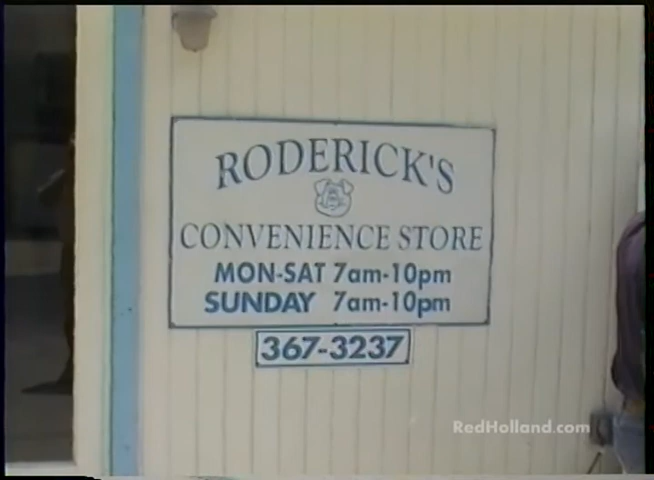 RODERICK'S
CONVENIENCE STORE
MON-SAT 7am-10pm
SUNDAY 7am-10pm
367-3237
RedHolland.com